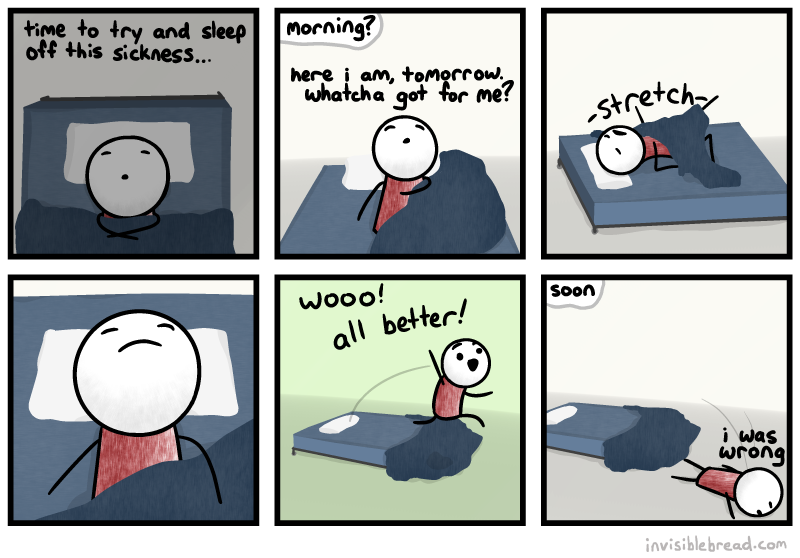 time to try and sleep
off this sickness...
morning?
here i am, tomorrow.
whatcha got for me?
-stretch-
wooo!
all better!
soon
i was
wrong
invisiblebread.com